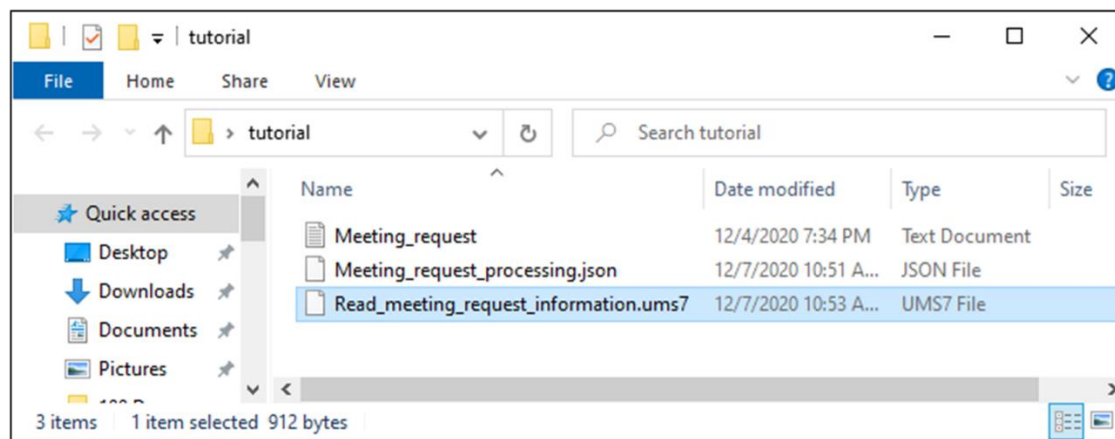 tutorial
File Home Share View
tutorial Search tutorial
Name Date modified Type Size
Quick access
Desktop
Downloads
Documents
Pictures
Meeting_request 12/4/2020 7:34 PM Text Document
Meeting_request_processing.json 12/7/2020 10:51 A... JSON File
Read_meeting_request_information.ums7 12/7/2020 10:53 A... UMS7 File
3 items 1 item selected 912 bytes